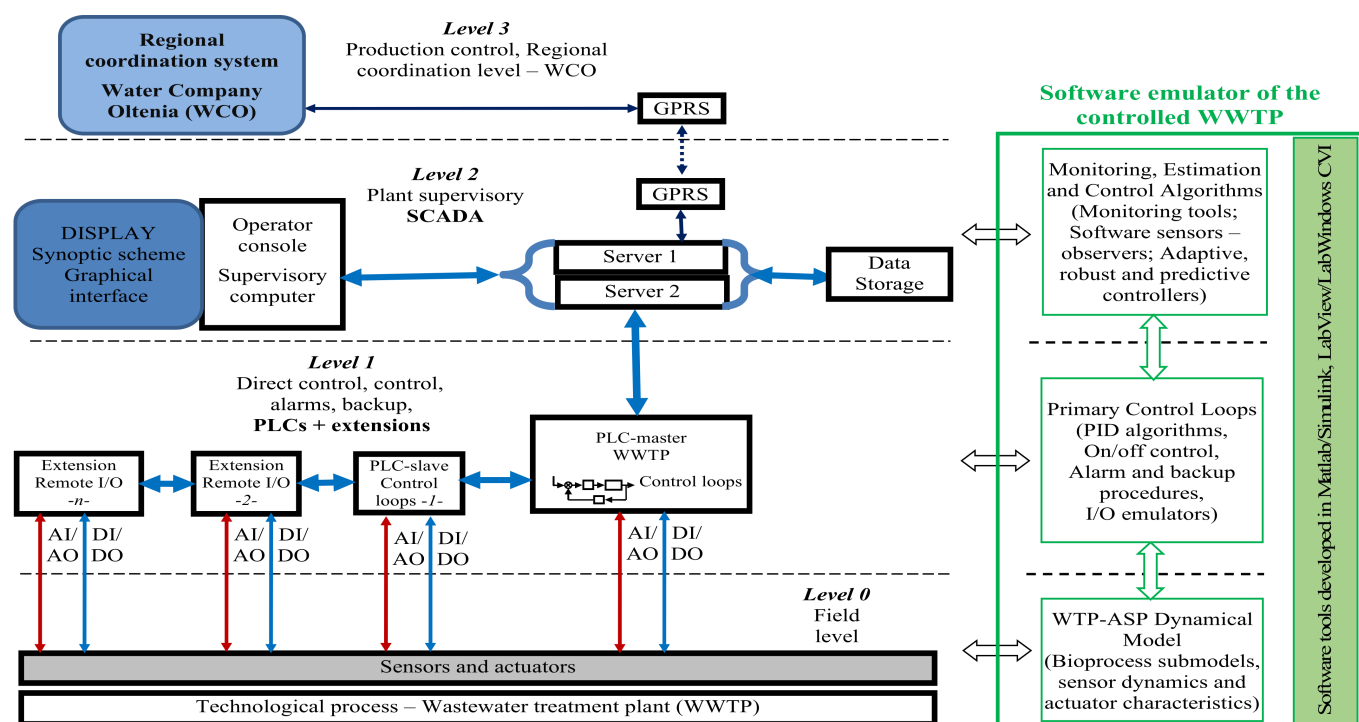 Regional
coordination system
Water Company
Oltenia (WCO)
Level 3
Production control, Regional
coordination level – WCO
GPRS
Level 2
Plant supervisory
SCADA
GPRS
DISPLAY
Synoptic scheme
Graphical
interface
Operator
console
Supervisory
computer
Server 1
Server 2
Data
Storage
Level 1
Direct control, control,
alarms, backup,
PLCs + extensions
Extension
Remote I/O
-n-
Extension
Remote I/O
-2-
PLC-slave
Control
loops -1-
PLC-master
WWTP
Control loops
AI/
AO
DI/
DO
AI/
AO
DI/
DO
AI/
AO
DI/
DO
AI/
AO
DI/
DO
Level 0
Field
level
Sensors and actuators
Technological process – Wastewater treatment plant (WWTP)
Software emulator of the
controlled WWTP
Monitoring, Estimation
and Control Algorithms
(Monitoring tools;
Software sensors –
observers; Adaptive,
robust and predictive
controllers)
Primary Control Loops
(PID algorithms,
On/off control,
Alarm and backup
procedures,
I/O emulators)
WTP-ASP Dynamical
Model
(Bioprocess submodels,
sensor dynamics and
actuator characteristics)
Software tools developed in Matlab/Simulink, LabView/LabWindows CVI